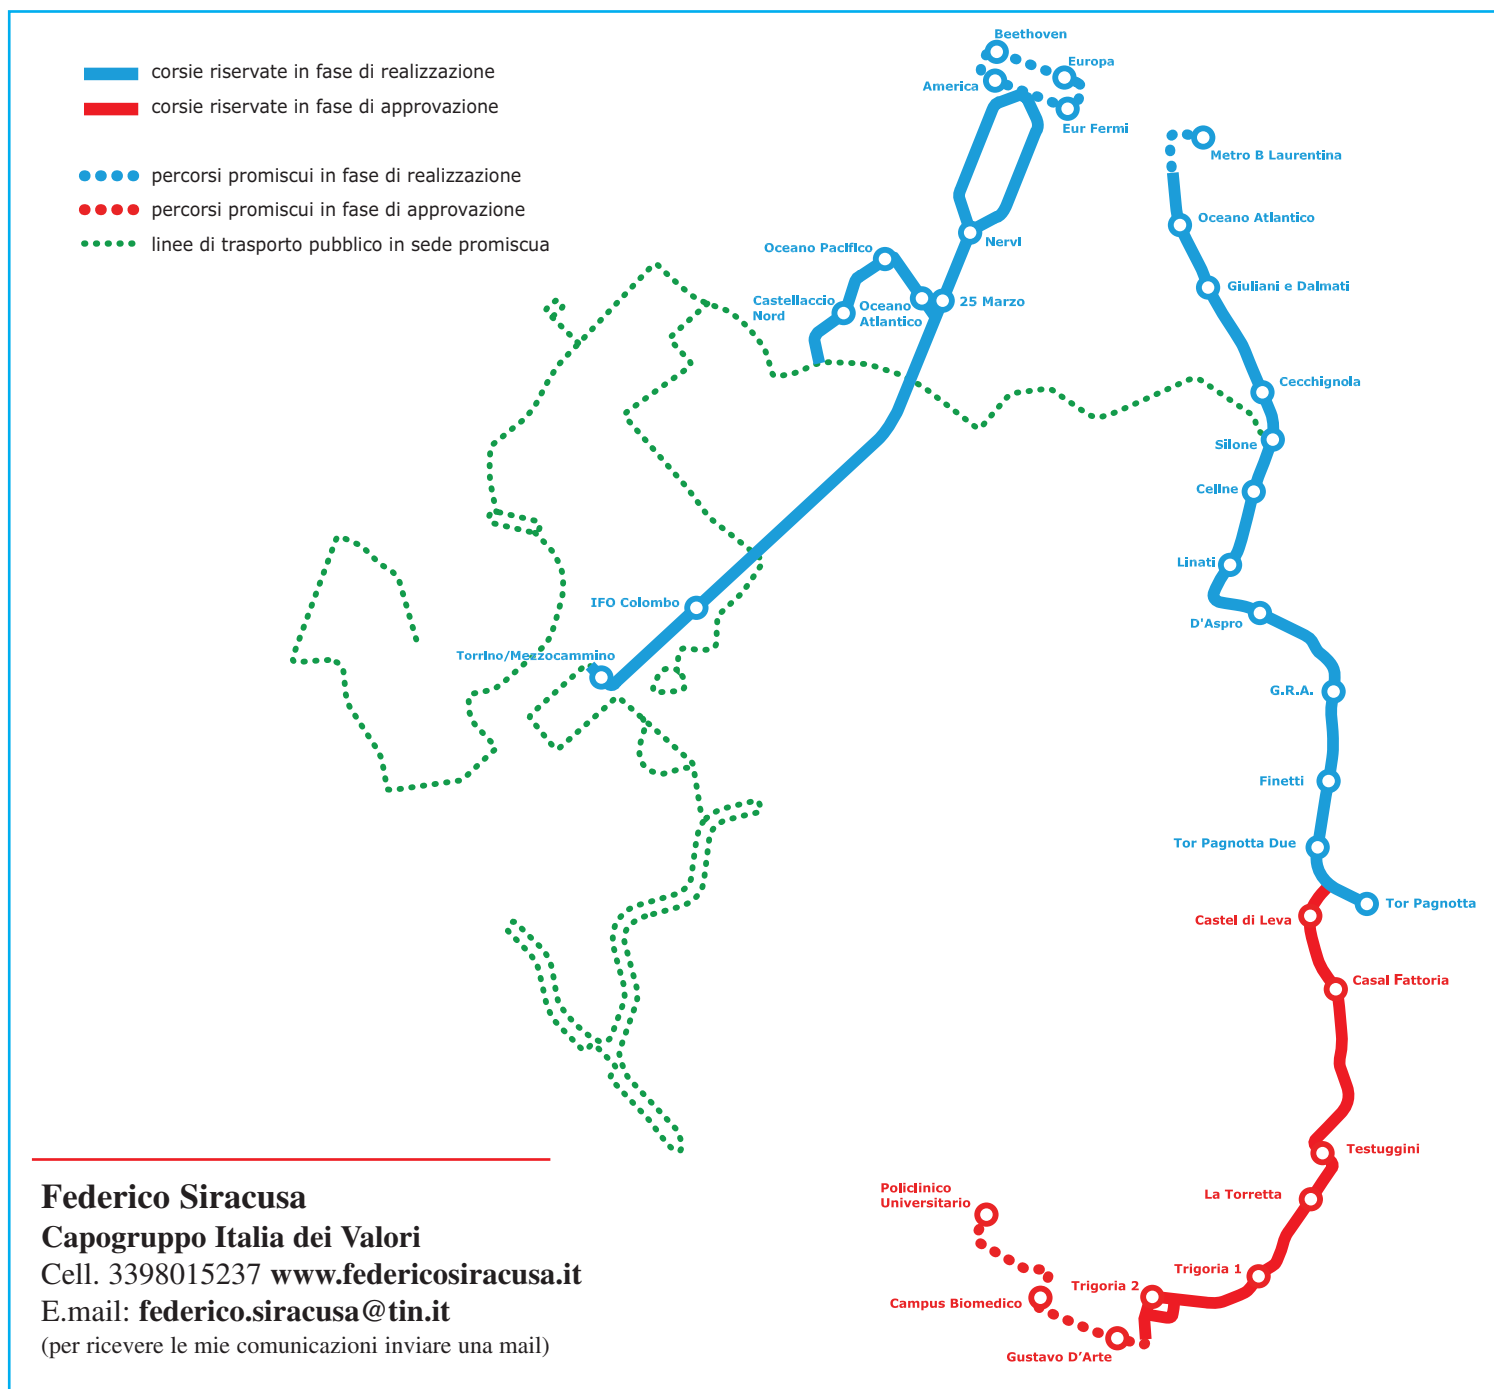 corsie riservate in fase di realizzazione
corsie riservate in fase di approvazione
percorsi promiscui in fase di realizzazione
percorsi promiscui in fase di approvazione
linee di trasporto pubblico in sede promiscua
Beethoven
Europa
America
Eur Fermi
Metro B Laurentina
Oceano Atlantico
Nervi
Oceano Pacifico
Giuliani e Dalmati
Castellaccio
Nord
Oceano
Atlantico
25 Marzo
Cecchignola
Silone
Celine
Linati
IFO Colombo
D'Aspro
Torrino/Mezzocammino
G.R.A.
Finetti
Tor Pagnotta Due
Tor Pagnotta
Castel di Leva
Casal Fattoria
Testuggini
La Torretta
Policlinico
Universitario
Trigoria 1
Trigoria 2
Campus Biomedico
Gustavo D'Arte
Federico Siracusa
Capogruppo Italia dei Valori
Cell. 3398015237 www.federicosiracusa.it
E.mail: federico.siracusa@tin.it
(per ricevere le mie comunicazioni inviare una mail)